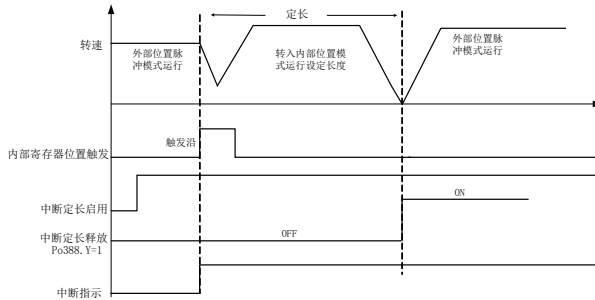 定长
转速
外部位置脉
冲模式运行
转入内部位置模
式运行设定长度
外部位置脉
冲模式运行
内部寄存器位置触发
触发沿
中断定长启用
ON
中断定长释放
Po388.Y=1
OFF
中断指示